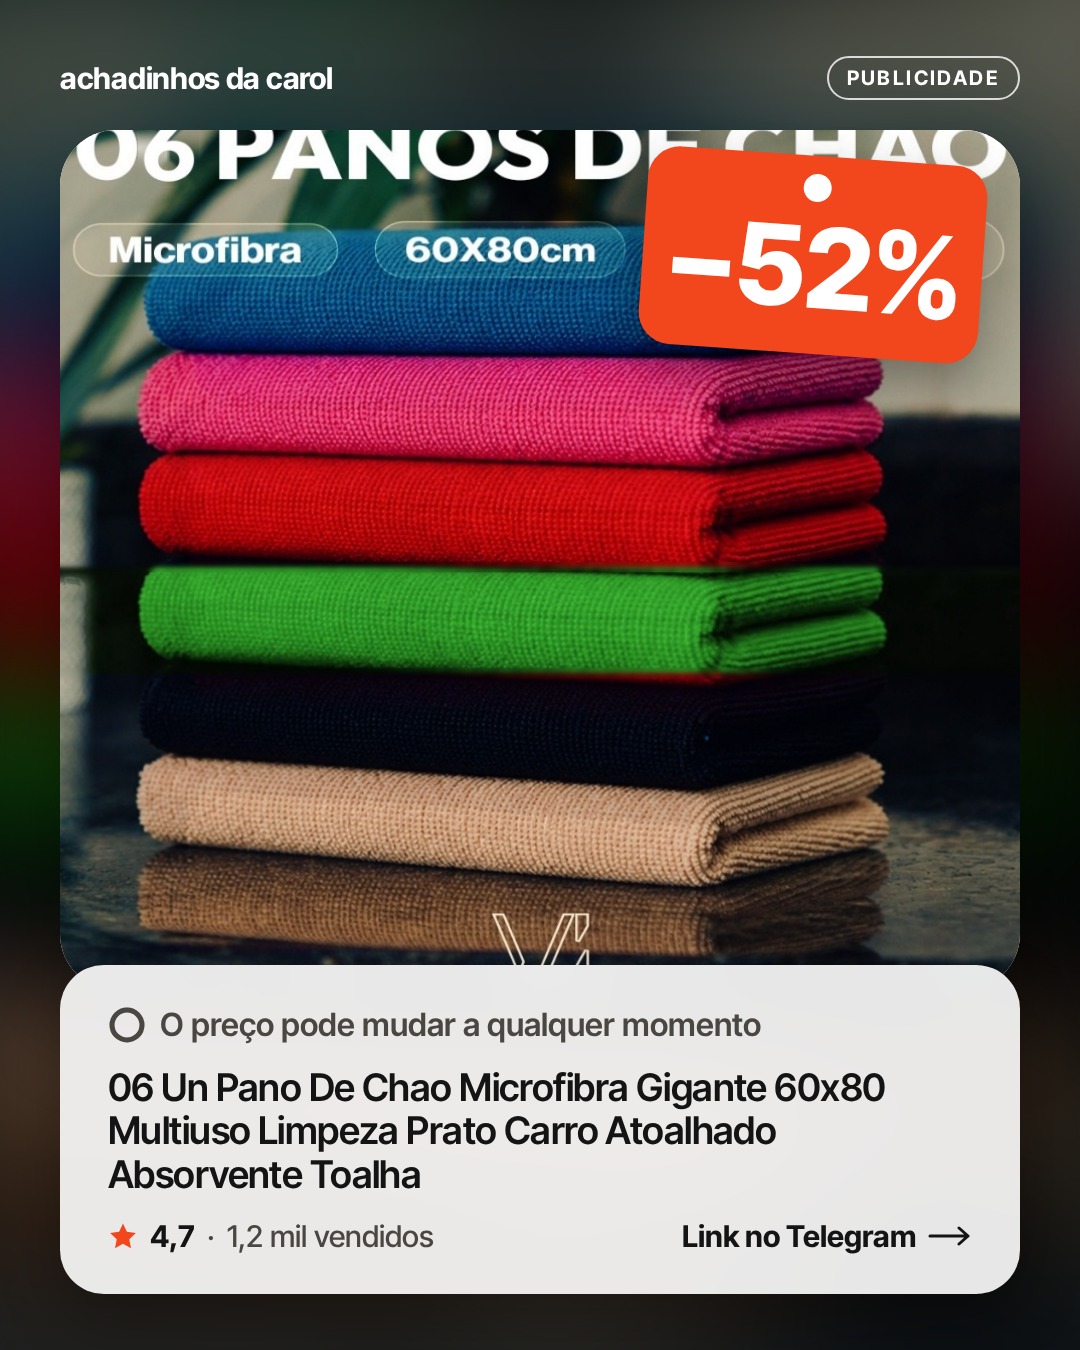 achadinhos da carol
PUBLICIDADE
06 PANOS DE CHAO
Microfibra
60X80cm
-52%
O preço pode mudar a qualquer momento
06 Un Pano De Chao Microfibra Gigante 60x80
Multiuso Limpeza Prato Carro Atoalhado
Absorvente Toalha
4,7 · 1,2 mil vendidos
Link no Telegram →